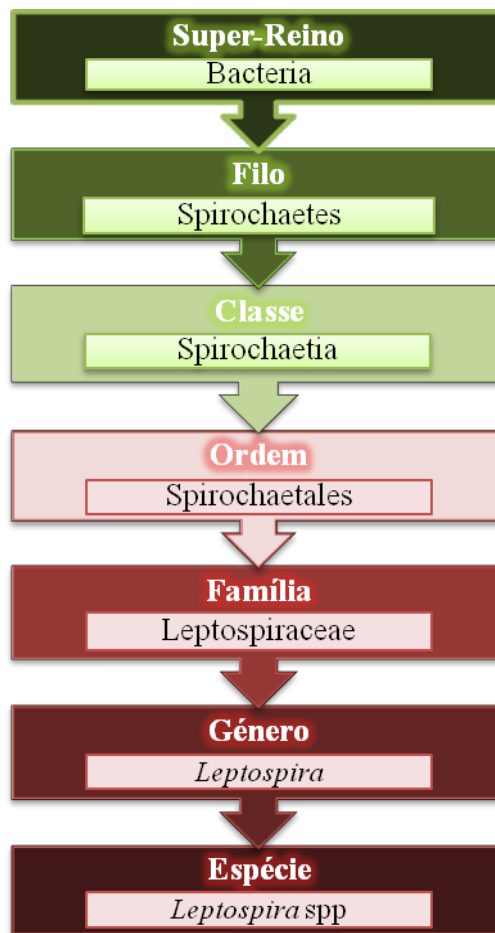 Super-Reino
Bacteria
Filo
Spirochaetes
Classe
Spirochaetia
Ordem
Spirochaetales
Família
Leptospiraceae
Género
Leptospira
Espécie
Leptospira spp